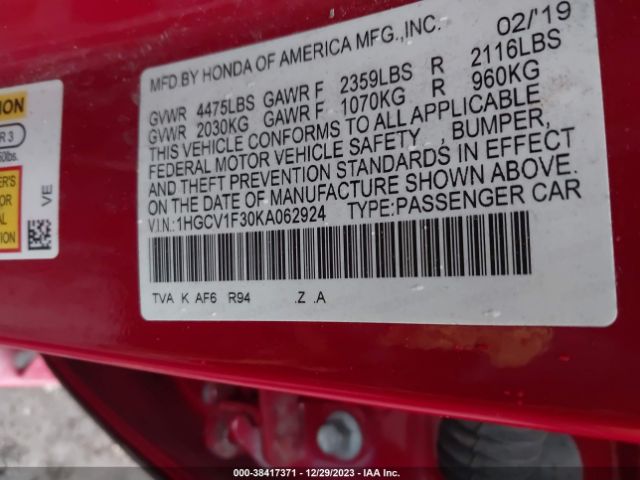 MFD.BY HONDA OF AMERICA MFG.,INC. 02/'19
GVWR 4475LBS GAWR F 2359LBS R 2116LBS
GVWR 2030KG GAWR F 1070KG R 960KG
THIS VEHICLE CONFORMS TO ALL APPLICABLE
FEDERAL MOTOR VEHICLE SAFETY , BUMPER,
AND THEFT PREVENTION STANDARDS IN EFFECT
ON THE DATE OF MANUFACTURE SHOWN ABOVE.
V.I.N.:1HGCV1F30KA062924 TYPE:PASSENGER CAR
TVA K AF6 R94 .Z .A
VE
000-38417371 • 12/29/2023 • IAA Inc.